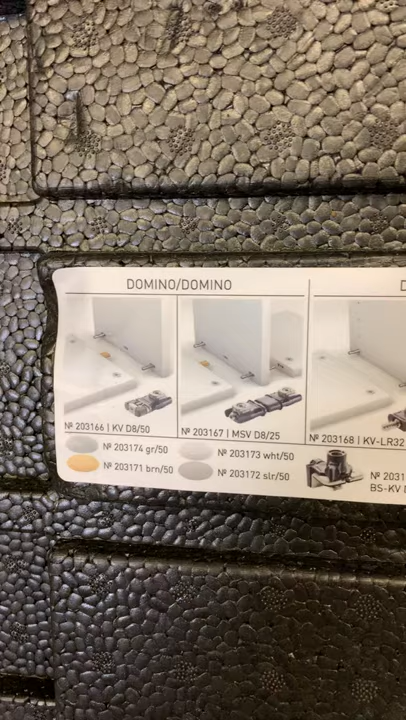 DOMINO/DOMINO
№ 203166 | KV D8/50
№ 203167 | MSV D8/25
№ 203168 | KV-LR32
№ 203174 gr/50
№ 203173 wht/50
№ 203171 brn/50
№ 203172 slr/50
BS-KV